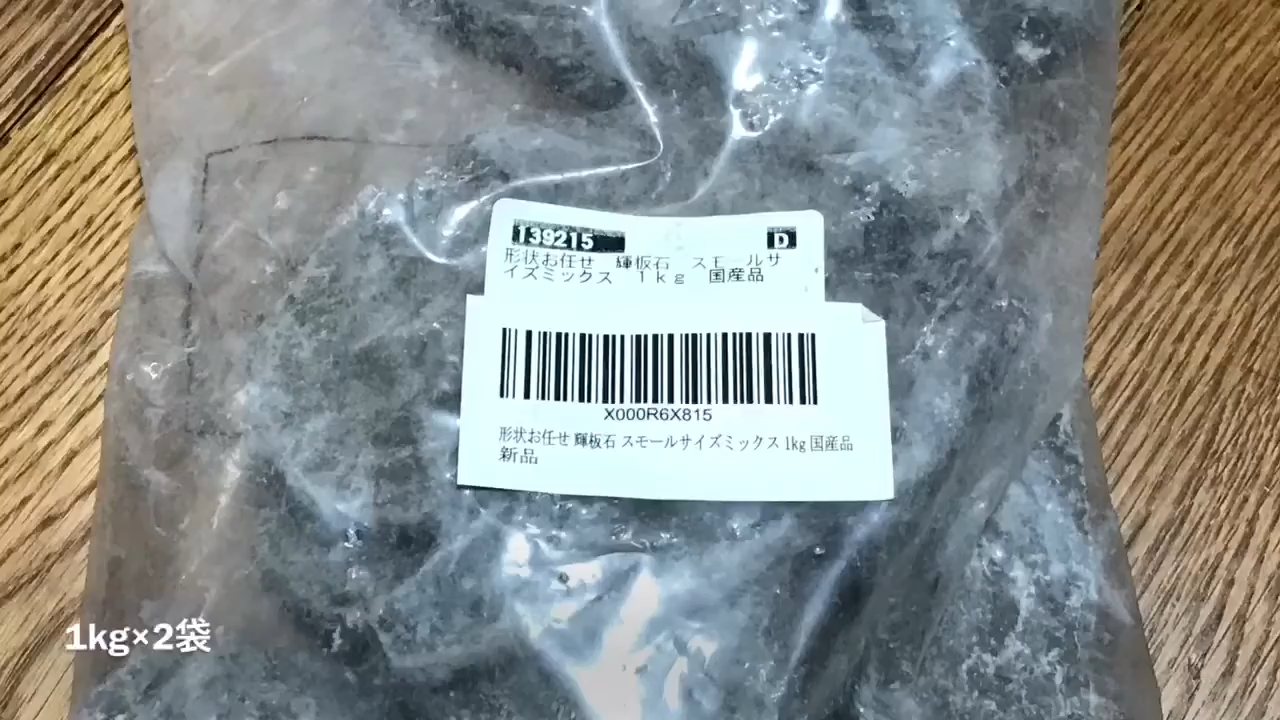 139215 D
形状お任せ 輝板石 スモールサ
イズミックス 1kg 国産品
X000R6X815
形状お任せ 輝板石 スモールサイズミックス 1kg 国産品
新品
1kg×2袋